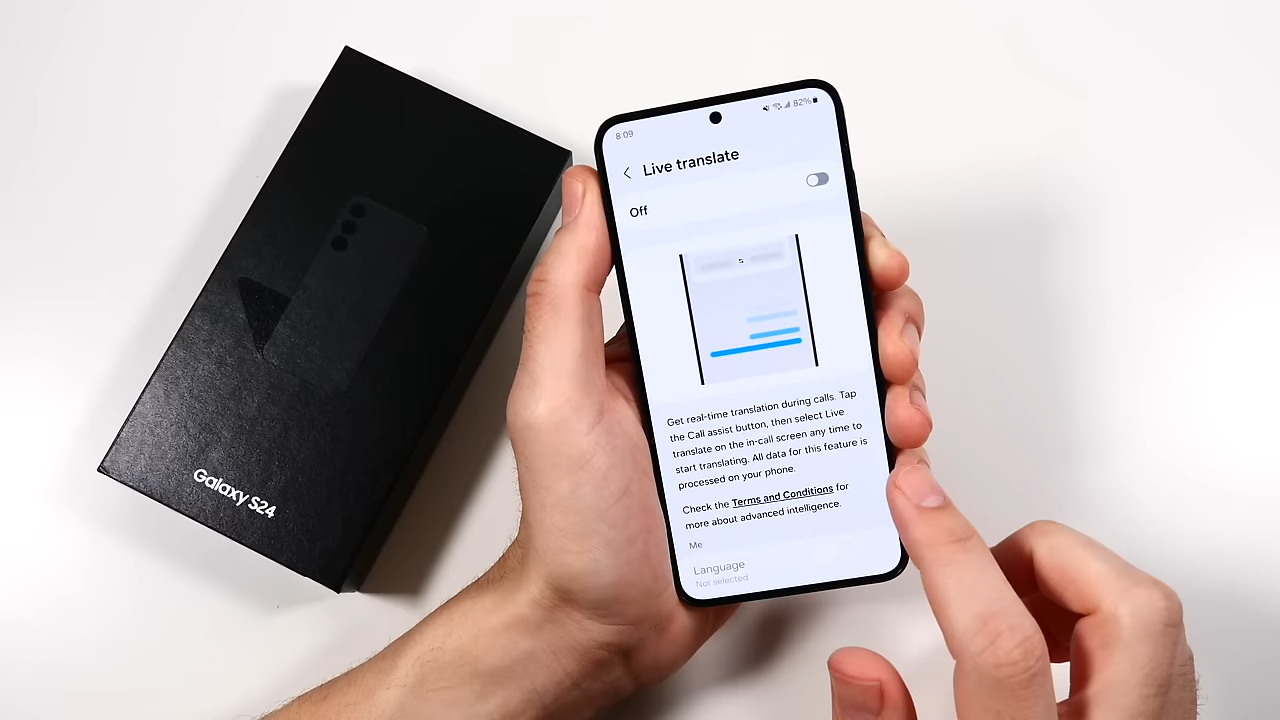 Galaxy S24
8:09
82%
Live translate
Off
Get real-time translation during calls. Tap
the Call assist button, then select Live
translate on the in-call screen any time to
start translating. All data for this feature is
processed on your phone.
Check the Terms and Conditions for
more about advanced intelligence.
Me
Language
Not selected